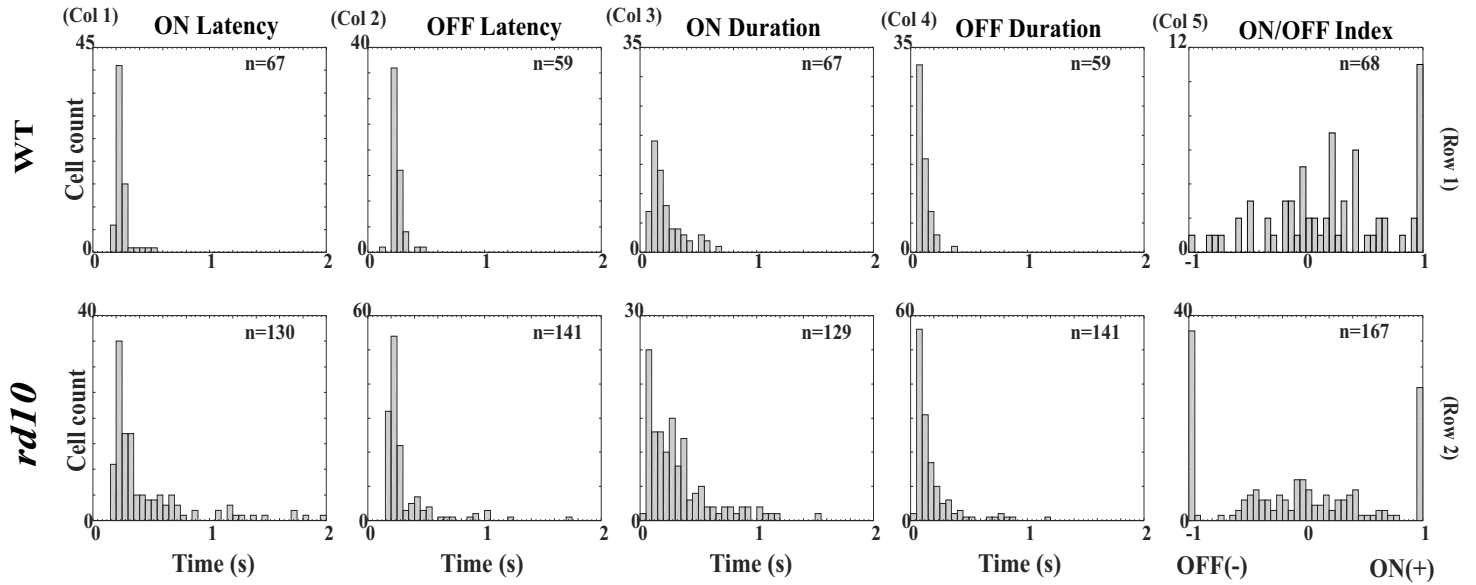 (Col 1) (Col 2) (Col 3) (Col 4) (Col 5)
ON Latency OFF Latency ON Duration OFF Duration ON/OFF Index
45 40 35 35 12
n=67 n=59 n=67 n=59 n=68
WT
Cell count
(Row 1)
0 0 0 0 0
0 1 2 0 1 2 0 1 2 0 1 2 -1 0 1
40 60 30 60 40
n=130 n=141 n=129 n=141 n=167
rd10
Cell count
(Row 2)
0 0 0 0 0
0 1 2 0 1 2 0 1 2 0 1 2 -1 0 1
Time (s) Time (s) Time (s) Time (s) OFF(-) ON(+)